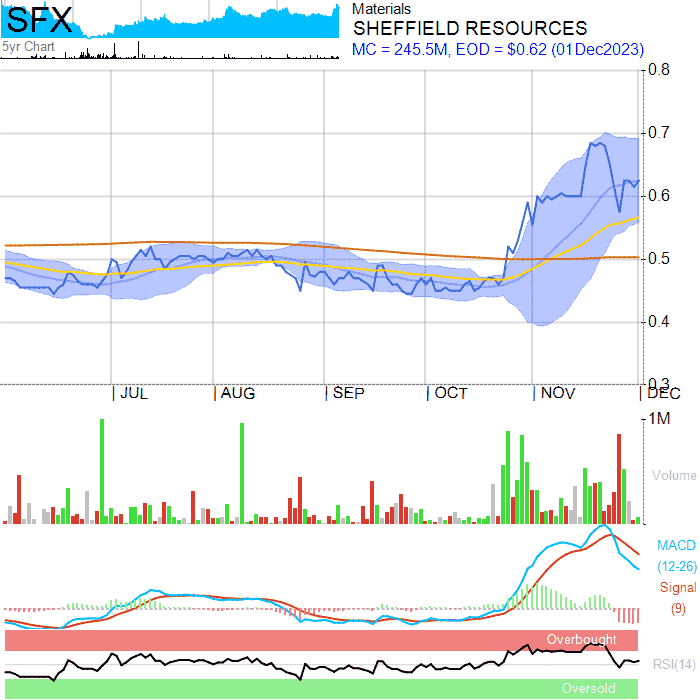 SFX
5yr Chart
Materials
SHEFFIELD RESOURCES
MC = 245.5M, EOD = $0.62 (01Dec2023)
0.8
0.7
0.6
0.5
0.4
0.3
JUL AUG SEP OCT NOV DEC
1M
Volume
MACD
(12-26)
Signal
(9)
Overbought
RSI(14)
Oversold